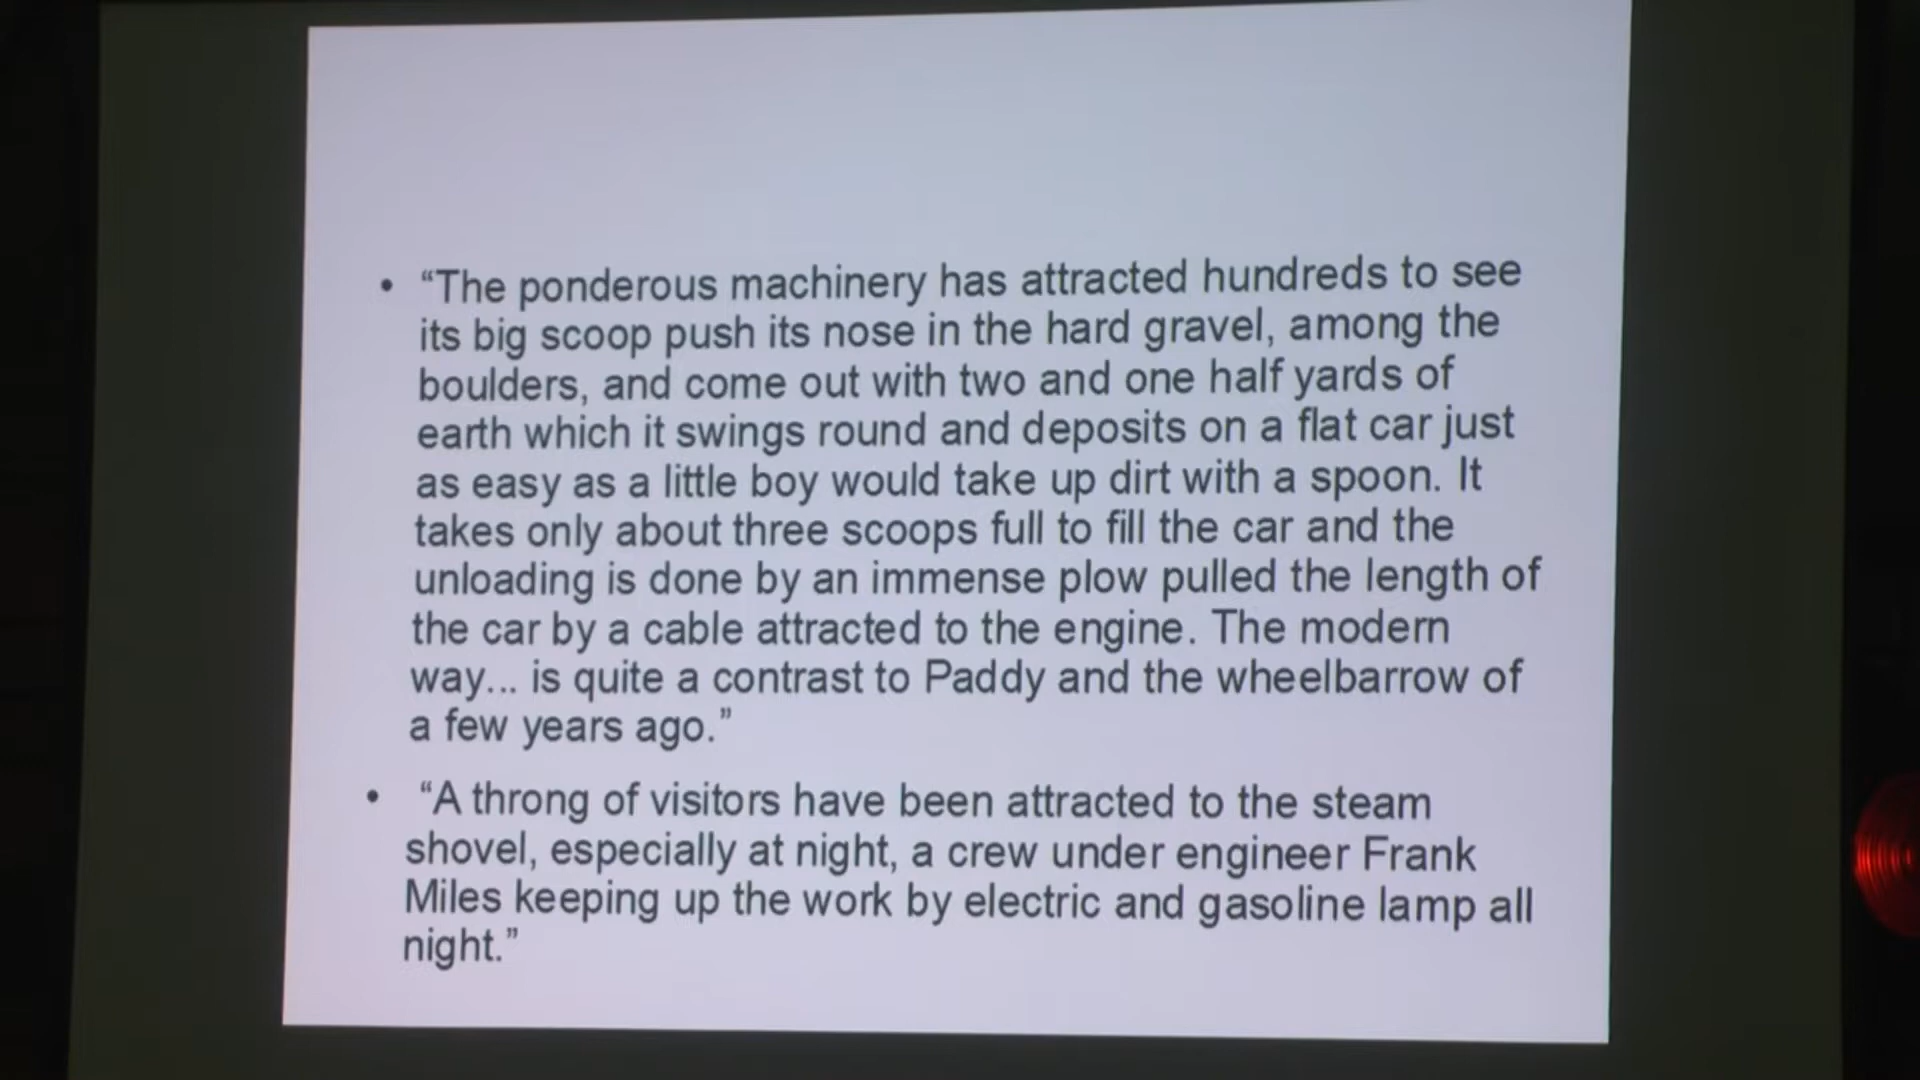 • “The ponderous machinery has attracted hundreds to see
its big scoop push its nose in the hard gravel, among the
boulders, and come out with two and one half yards of
earth which it swings round and deposits on a flat car just
as easy as a little boy would take up dirt with a spoon. It
takes only about three scoops full to fill the car and the
unloading is done by an immense plow pulled the length of
the car by a cable attracted to the engine. The modern
way... is quite a contrast to Paddy and the wheelbarrow of
a few years ago.”
• “A throng of visitors have been attracted to the steam
shovel, especially at night, a crew under engineer Frank
Miles keeping up the work by electric and gasoline lamp all
night.”